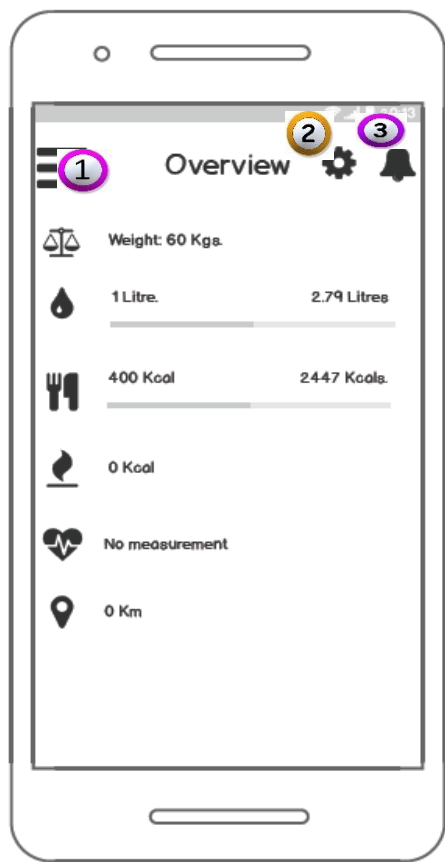 2 3
1 Overview
Weight: 60 Kgs.
1 Litre. 2.79 Litres
400 Kcal 2447 Kcals.
0 Kcal
No measurement
0 Km